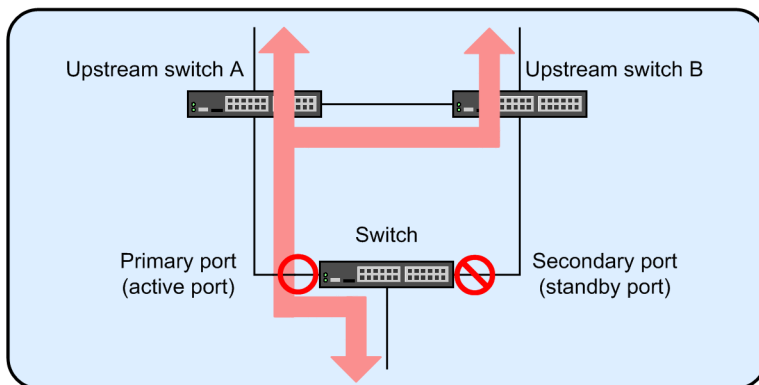 Upstream switch A
Upstream switch B
Switch
Primary port
(active port)
Secondary port
(standby port)